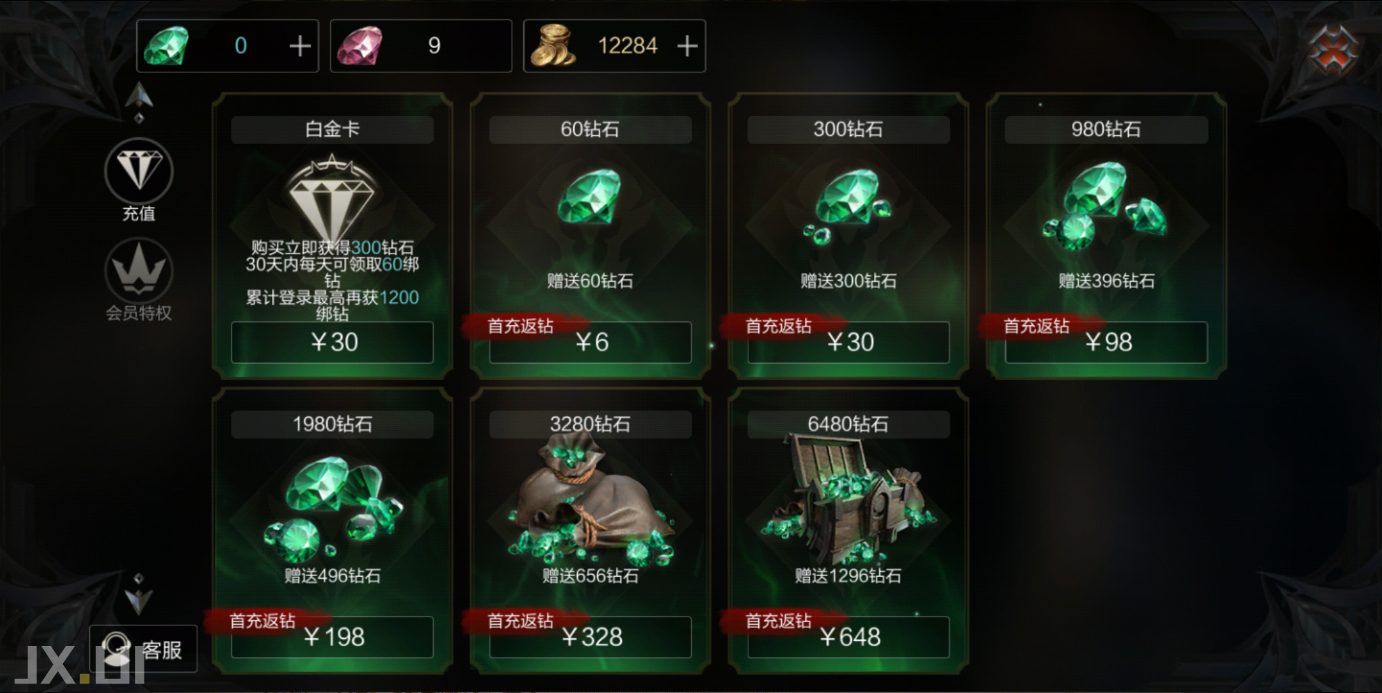 0
9
12284
充值
会员特权
白金卡
购买立即获得300钻石
30天内每天可领取60绑
钻
累计登录最高再获1200
绑钻
¥30
60钻石
赠送60钻石
首充返钻
¥6
300钻石
赠送300钻石
首充返钻
¥30
980钻石
赠送396钻石
首充返钻
¥98
1980钻石
赠送496钻石
首充返钻
¥198
3280钻石
赠送656钻石
首充返钻
¥328
6480钻石
赠送1296钻石
首充返钻
¥648
客服
JX.UI